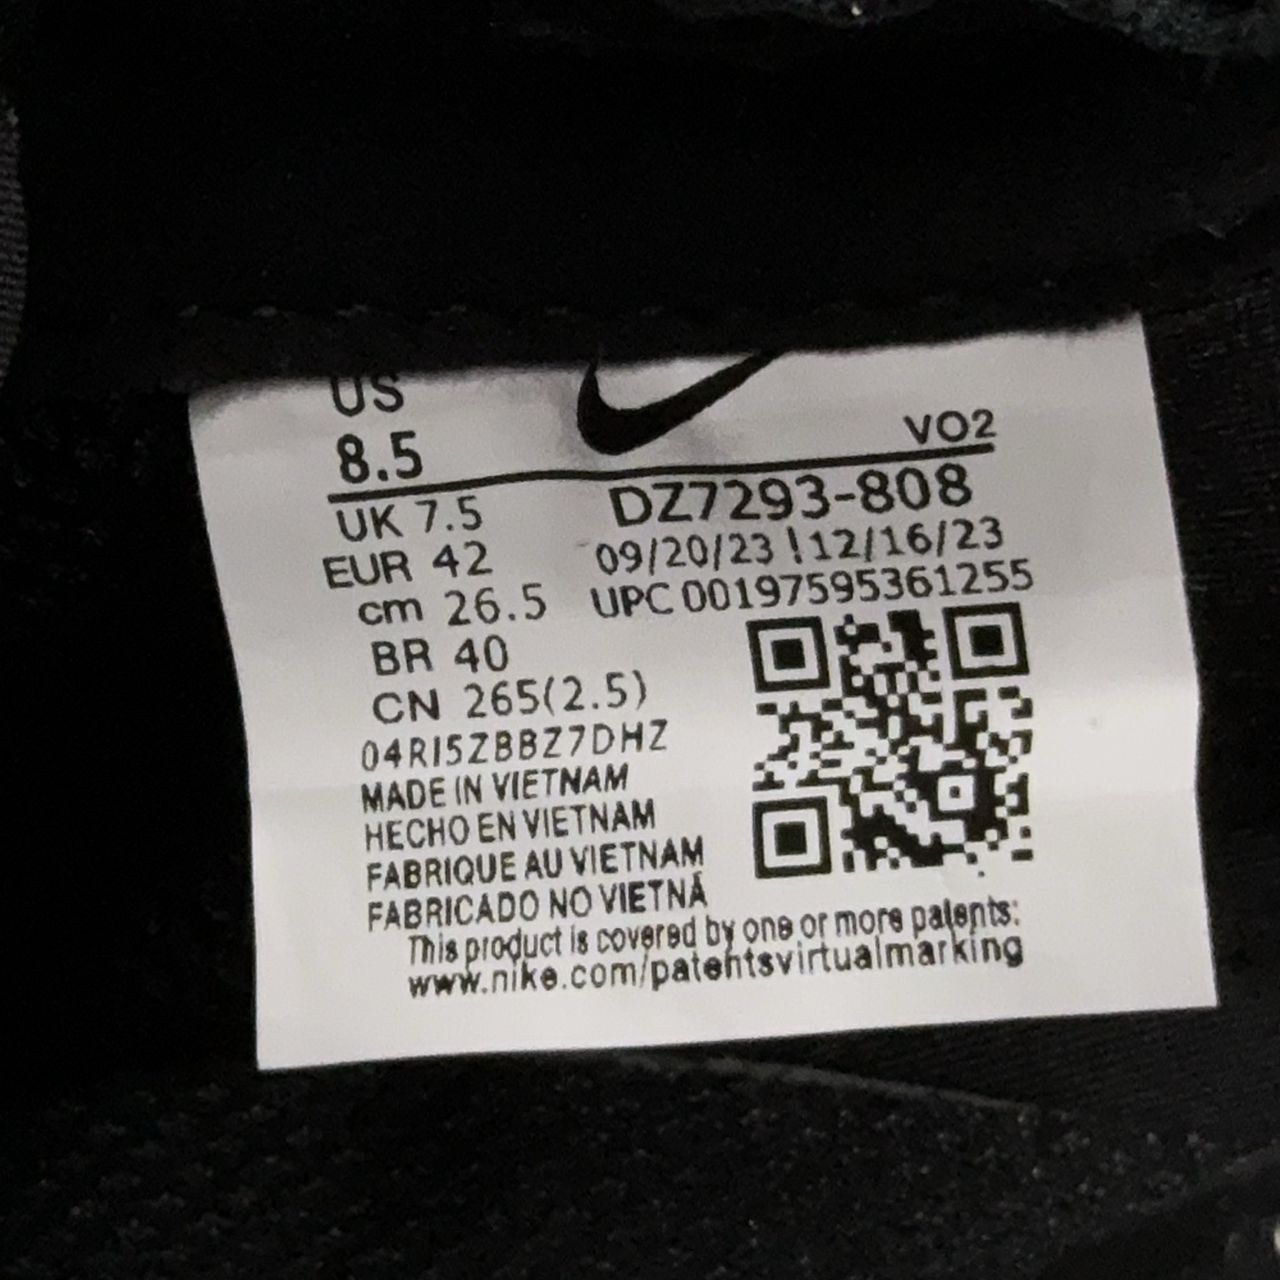 US
8.5
VO2
UK 7.5
DZ7293-808
EUR 42
09/20/23 ! 12/16/23
cm 26.5
UPC 00197595361255
BR 40
CN 265(2.5)
04RI5ZBBZ7DHZ
MADE IN VIETNAM
HECHO EN VIETNAM
FABRIQUE AU VIETNAM
FABRICADO NO VIETNÃ
This product is covered by one or more patents:
www.nike.com/patentsvirtualmarking